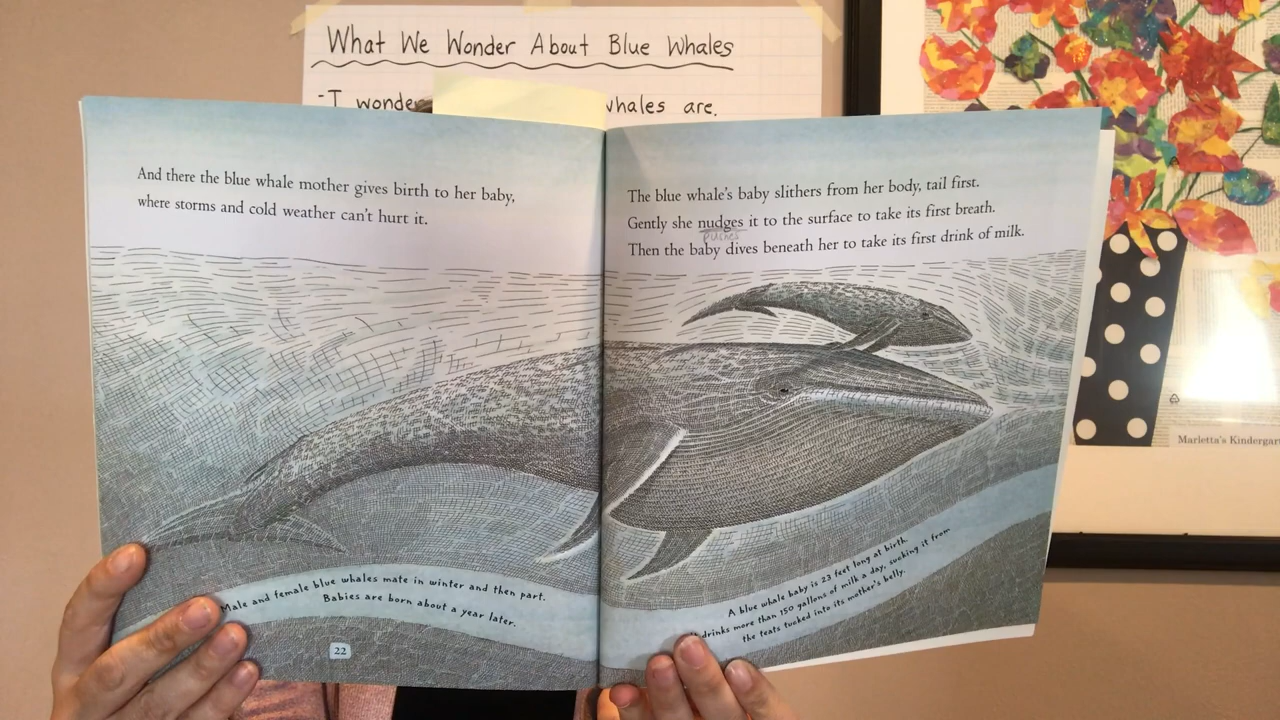 What We Wonder About Blue Whales
- I wonder whales are.
And there the blue whale mother gives birth to her baby,
where storms and cold weather can't hurt it.
Male and female blue whales mate in winter and then part.
Babies are born about a year later.
22
The blue whale's baby slithers from her body, tail first.
Gently she nudges it to the surface to take its first breath.
pushes
Then the baby dives beneath her to take its first drink of milk.
A blue whale baby is 23 feet long at birth.
drinks more than 150 gallons of milk a day, sucking it from
the teats tucked into its mother's belly.
Marietta's Kindergar